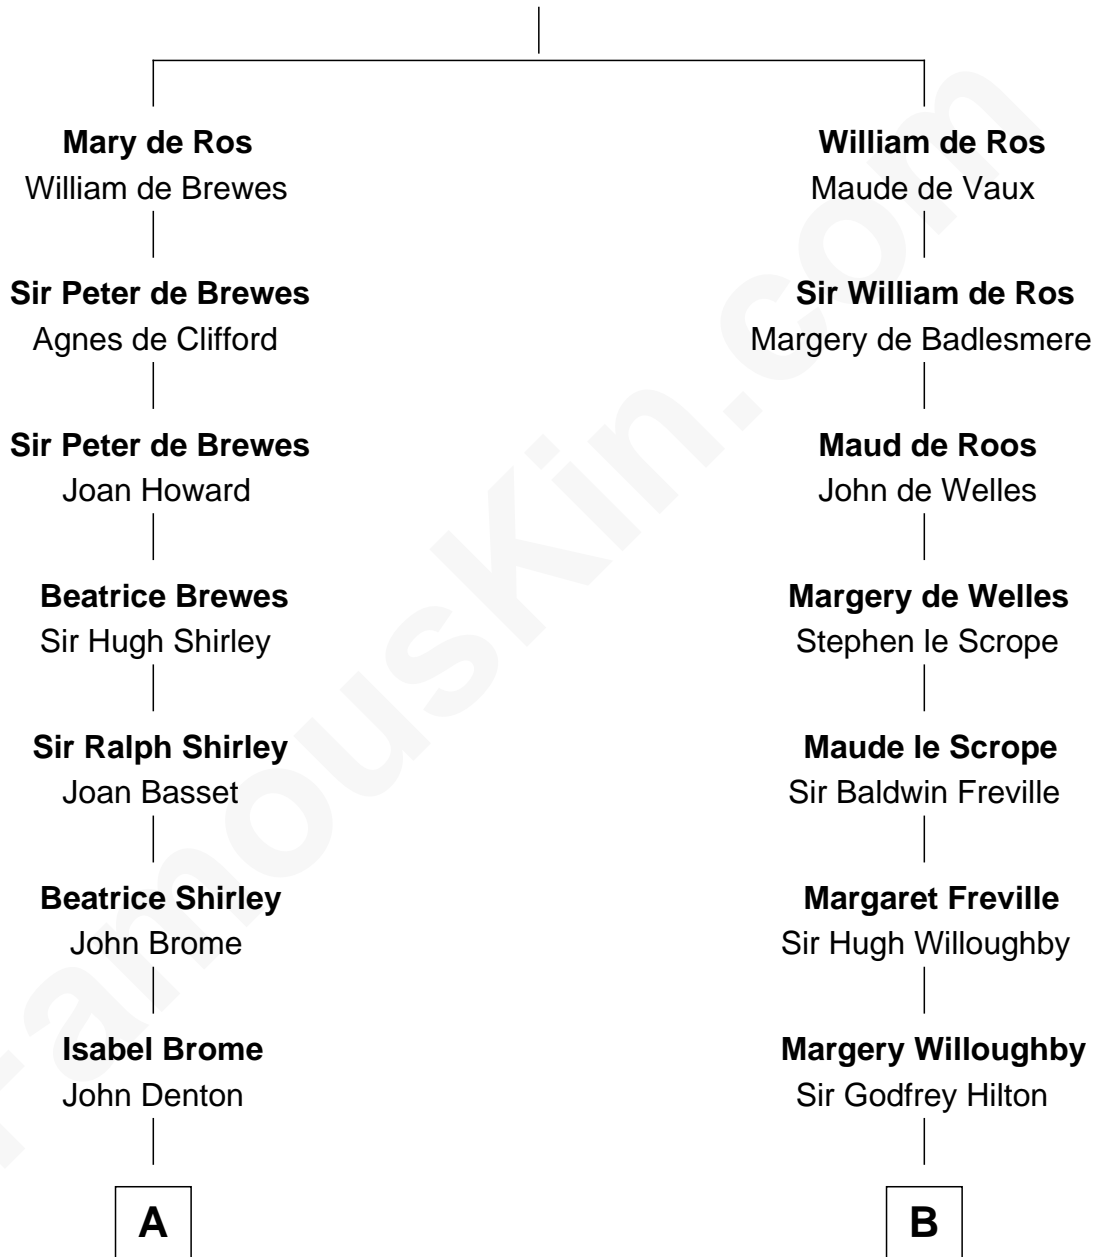 Mary de Ros
William de Brewes
Sir Peter de Brewes
Agnes de Clifford
Sir Peter de Brewes
Joan Howard
Beatrice Brewes
Sir Hugh Shirley
Sir Ralph Shirley
Joan Basset
Beatrice Shirley
John Brome
Isabel Brome
John Denton
A
William de Ros
Maude de Vaux
Sir William de Ros
Margery de Badlesmere
Maud de Roos
John de Welles
Margery de Welles
Stephen le Scrope
Maude le Scrope
Sir Baldwin Freville
Margaret Freville
Sir Hugh Willoughby
Margery Willoughby
Sir Godfrey Hilton
B
FamousKin.com